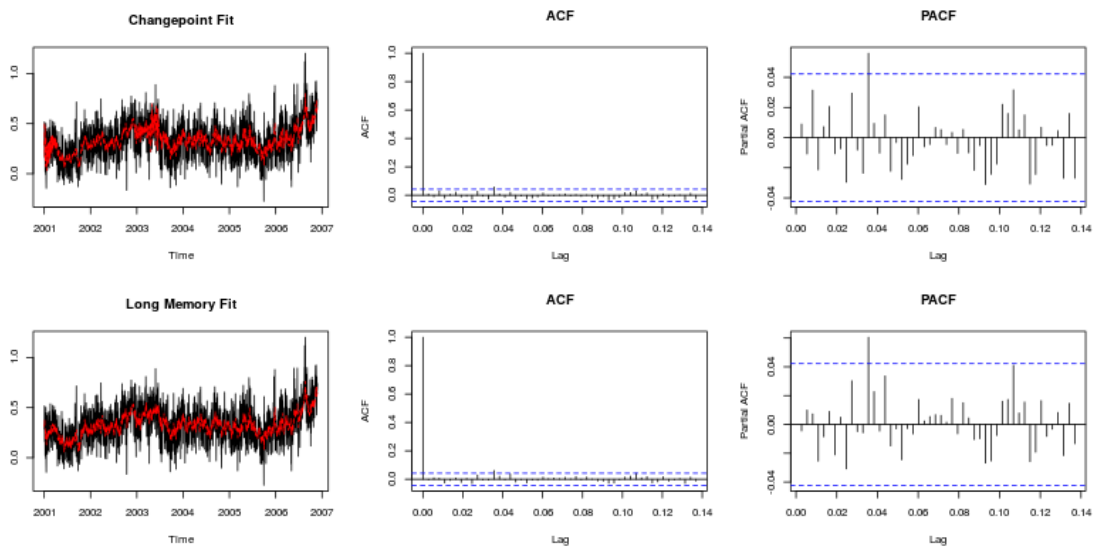 Changepoint Fit
0.0 0.5 1.0
2001 2002 2003 2004 2005 2006 2007
Time
ACF
ACF
0.0 0.2 0.4 0.6 0.8 1.0
0.00 0.02 0.04 0.06 0.08 0.10 0.12 0.14
Lag
PACF
Partial ACF
-0.04 0.00 0.02 0.04
0.00 0.02 0.04 0.06 0.08 0.10 0.12 0.14
Lag
Long Memory Fit
0.0 0.5 1.0
2001 2002 2003 2004 2005 2006 2007
Time
ACF
ACF
0.0 0.2 0.4 0.6 0.8 1.0
0.00 0.02 0.04 0.06 0.08 0.10 0.12 0.14
Lag
PACF
Partial ACF
-0.04 0.00 0.04
0.00 0.02 0.04 0.06 0.08 0.10 0.12 0.14
Lag